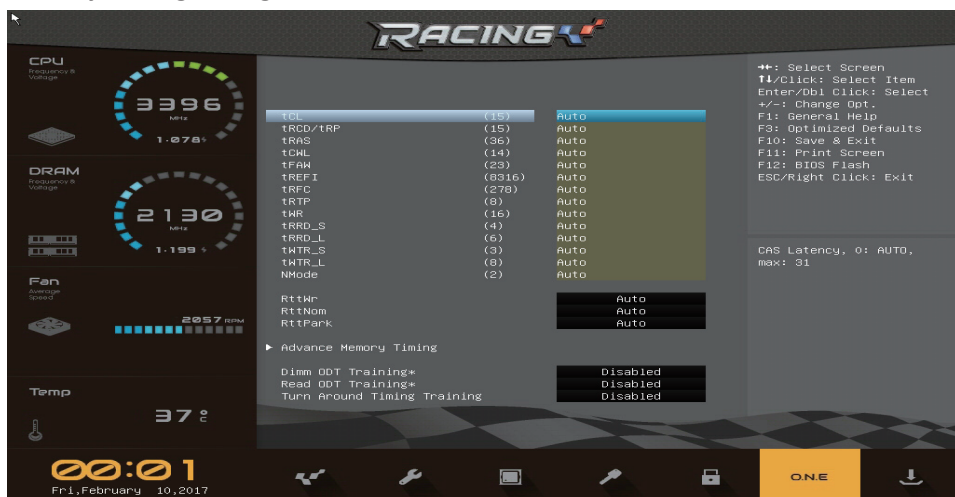 RACING
CPU
Frequency &
Voltage
3396
MHz
1.078
DRAM
Frequency &
Voltage
2130
MHz
1.199
Fan
Average
Speed
2057 RPM
Temp
37 °C
00:01
Fri,February 10,2017
tCL (15) Auto
tRCD/tRP (15) Auto
tRAS (36) Auto
tCWL (14) Auto
tFAW (23) Auto
tREFI (8316) Auto
tRFC (278) Auto
tRTP (8) Auto
tWR (16) Auto
tRRD_S (4) Auto
tRRD_L (6) Auto
tWTR_S (3) Auto
tWTR_L (8) Auto
NMode (2) Auto
RttWr Auto
RttNom Auto
RttPark Auto
Advance Memory Timing
Dimm ODT Training* Disabled
Read ODT Training* Disabled
Turn Around Timing Training Disabled
→←: Select Screen
↑↓/Click: Select Item
Enter/Dbl Click: Select
+/-: Change Opt.
F1: General Help
F3: Optimized Defaults
F10: Save & Exit
F11: Print Screen
F12: BIOS Flash
ESC/Right Click: Exit
CAS Latency, 0: AUTO,
max: 31
O.N.E